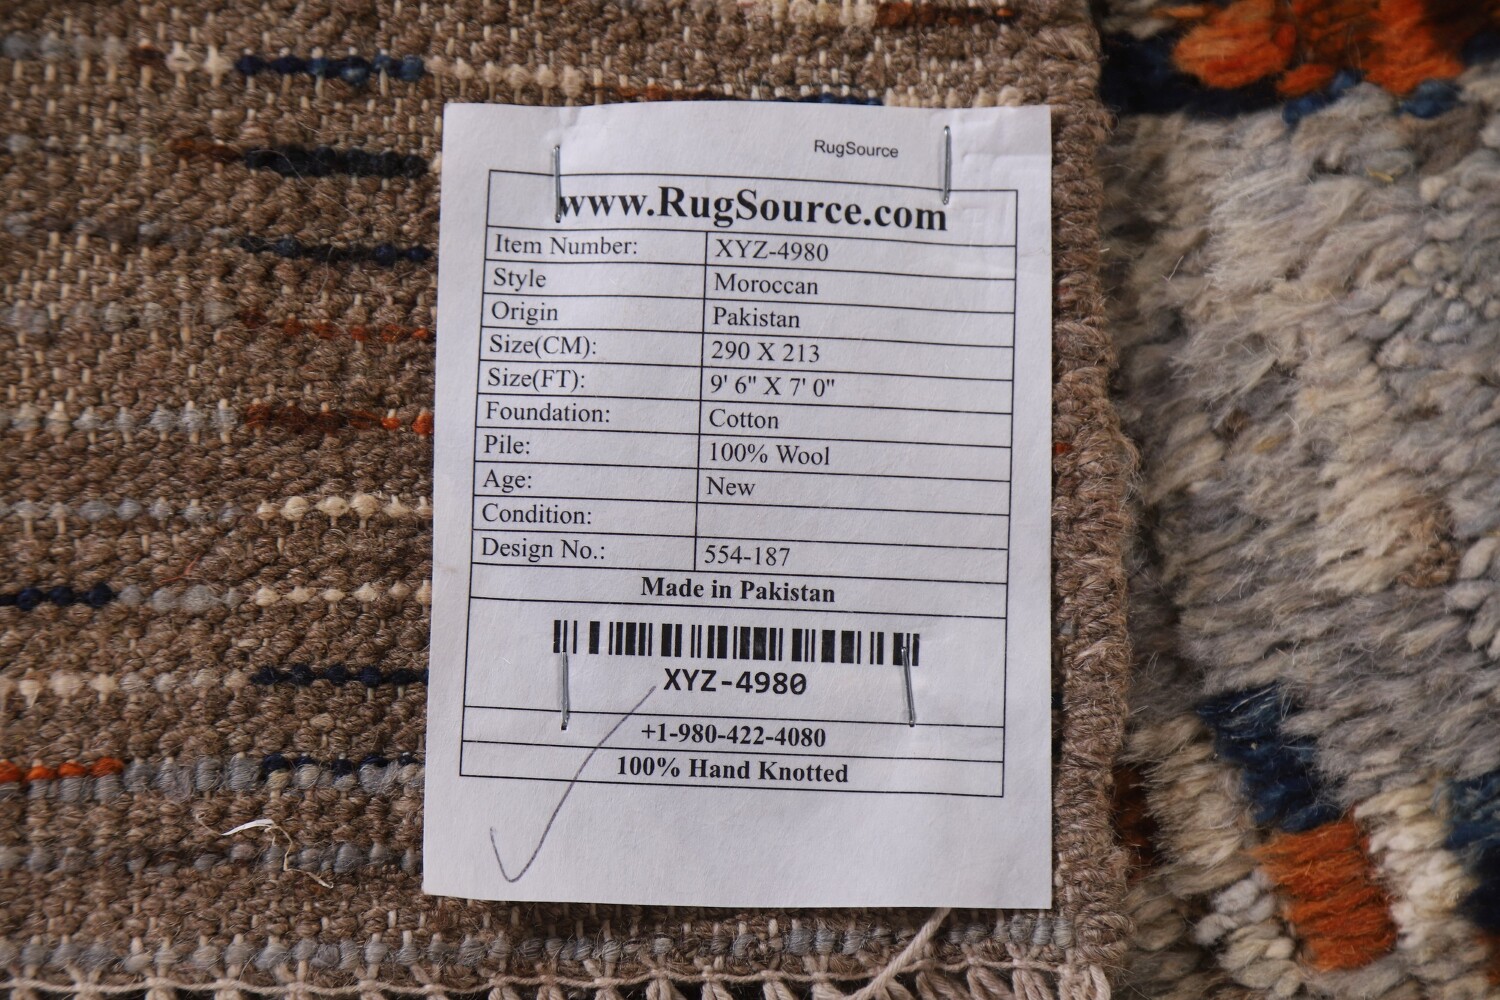 RugSource
www.RugSource.com
Item Number: XYZ-4980
Style Moroccan
Origin Pakistan
Size(CM): 290 X 213
Size(FT): 9' 6" X 7' 0"
Foundation: Cotton
Pile: 100% Wool
Age: New
Condition:
Design No.: 554-187
Made in Pakistan
XYZ-4980
+1-980-422-4080
100% Hand Knotted